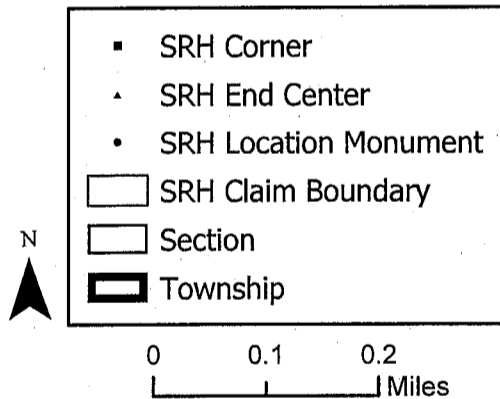 SRH Corner
SRH End Center
SRH Location Monument
SRH Claim Boundary
Section
Township
N
0 0.1 0.2
Miles